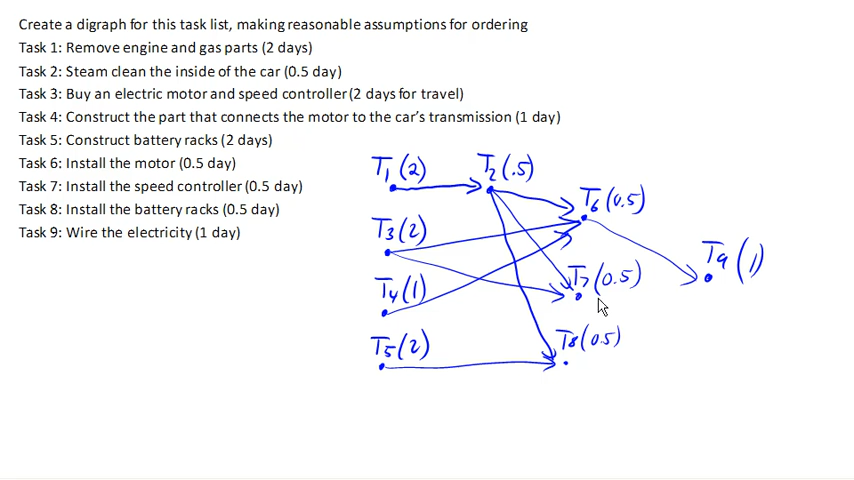 Create a digraph for this task list, making reasonable assumptions for ordering
Task 1: Remove engine and gas parts (2 days)
Task 2: Steam clean the inside of the car (0.5 day)
Task 3: Buy an electric motor and speed controller (2 days for travel)
Task 4: Construct the part that connects the motor to the car's transmission (1 day)
Task 5: Construct battery racks (2 days)
Task 6: Install the motor (0.5 day)
Task 7: Install the speed controller (0.5 day)
Task 8: Install the battery racks (0.5 day)
Task 9: Wire the electricity (1 day)
T1 (2)
T2 (.5)
T6 (0.5)
T3 (2)
T9 (1)
T7 (0.5)
T4 (1)
T8 (0.5)
T5 (2)